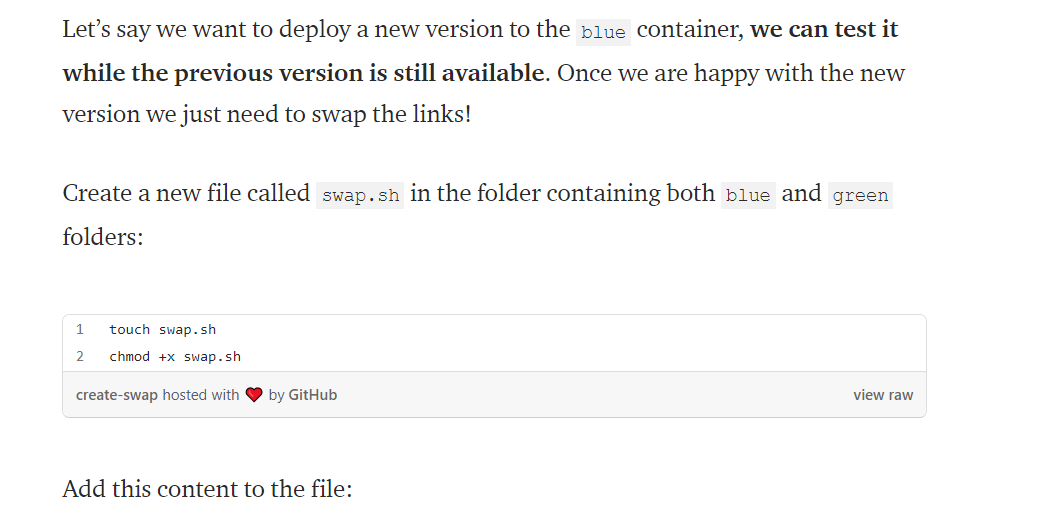 Let’s say we want to deploy a new version to the blue container, we can test it
while the previous version is still available. Once we are happy with the new
version we just need to swap the links!
Create a new file called swap.sh in the folder containing both blue and green
folders:
1 touch swap.sh
2 chmod +x swap.sh
create-swap hosted with ❤ by GitHub view raw
Add this content to the file: